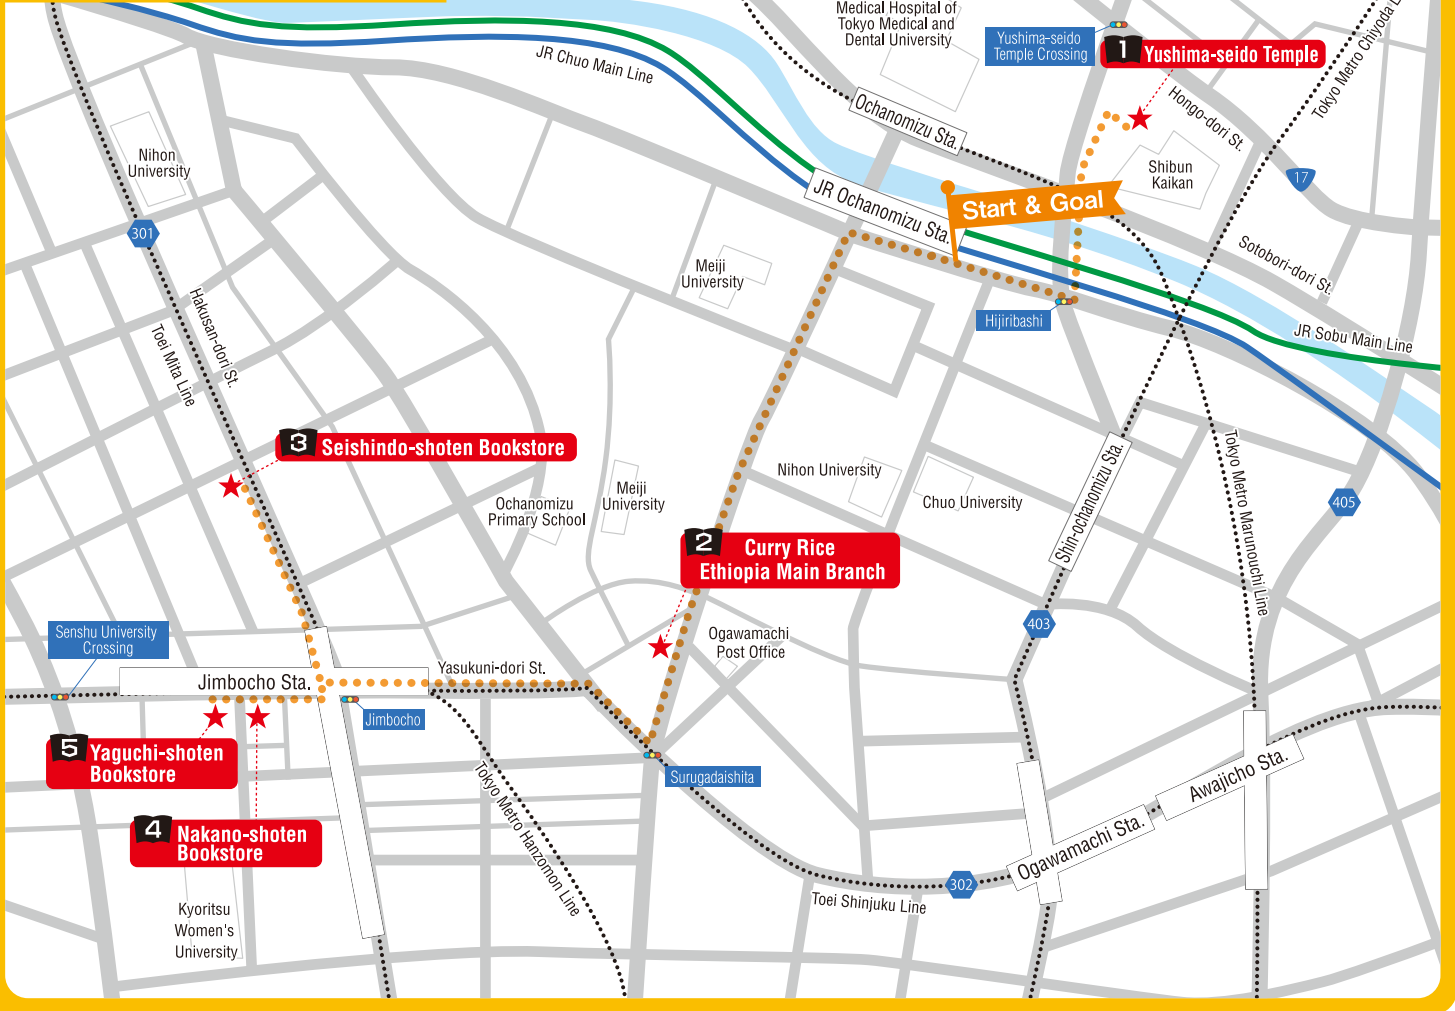 Medical Hospital of
Tokyo Medical and
Dental University
Yushima-seido
Temple Crossing
1
Yushima-seido Temple
Tokyo Metro Chiyoda L
JR Chuo Main Line
Ochanomizu Sta.
Hongo-dori St.
Nihon
University
Shibun
Kaikan
17
JR Ochanomizu Sta.
Start & Goal
301
Sotobori-dori St.
Meiji
University
Hakusan-dori St.
Toei Mita Line
Hijiribashi
JR Sobu Main Line
3
Seishindo-shoten Bookstore
Nihon University
Chuo University
Shin-ochanomizu Sta.
Tokyo Metro Marunouchi Line
405
Ochanomizu
Primary School
Meiji
University
2
Curry Rice
Ethiopia Main Branch
403
Senshu University
Crossing
Ogawamachi
Post Office
Yasukuni-dori St.
Jimbocho Sta.
Jimbocho
5
Yaguchi-shoten
Bookstore
Surugadaishita
Tokyo Metro Hanzomon Line
Awajicho Sta.
4
Nakano-shoten
Bookstore
Ogawamachi Sta.
302
Toei Shinjuku Line
Kyoritsu
Women's
University